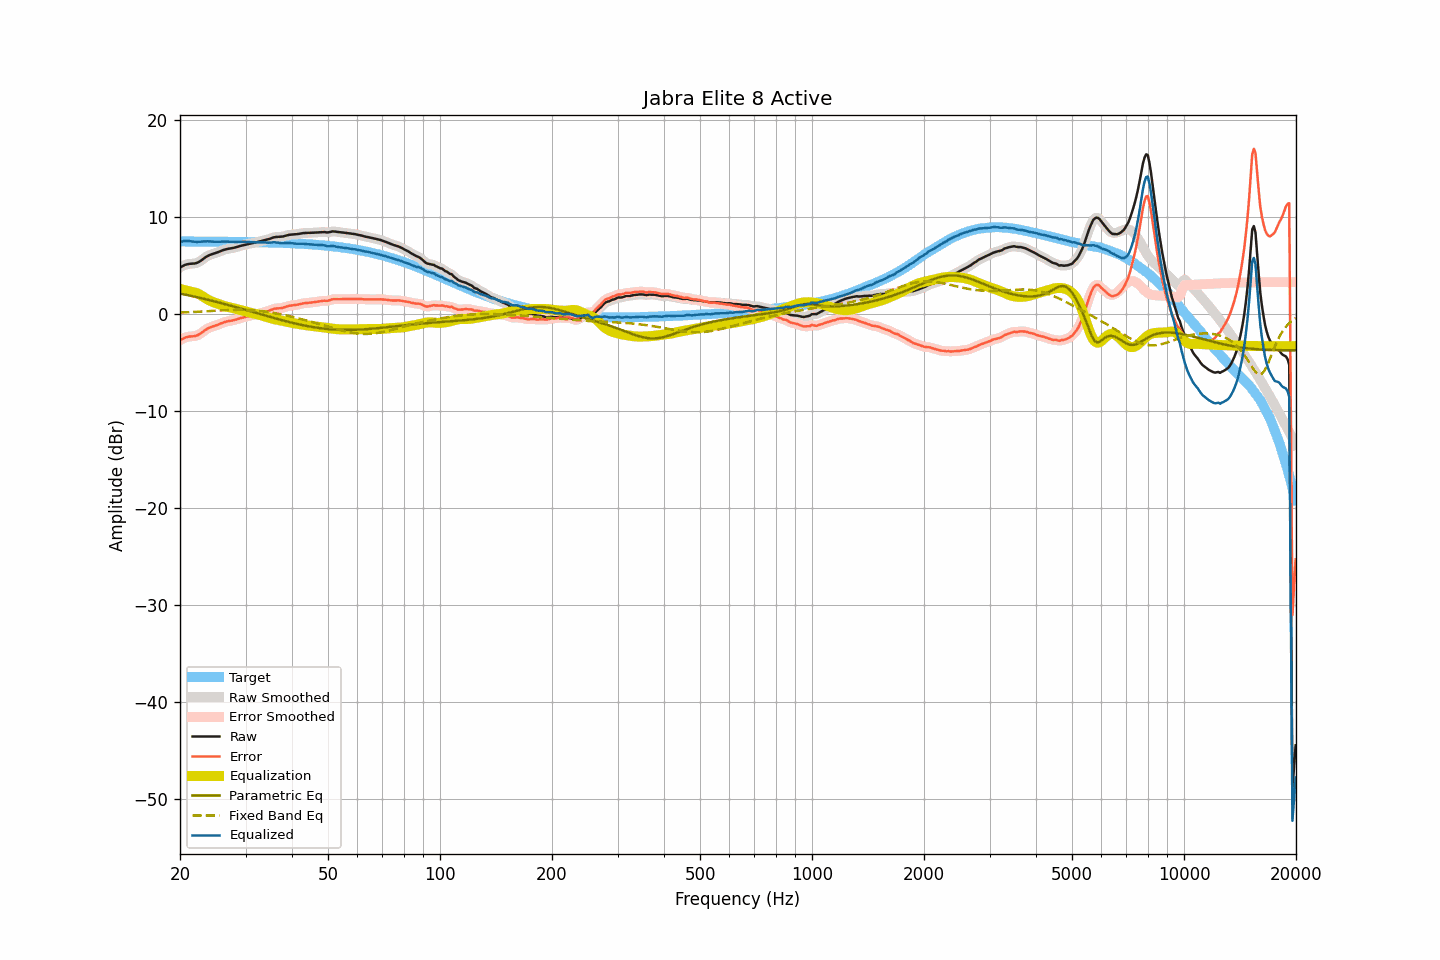 Jabra Elite 8 Active
20
10
0
−10
−20
−30
−40
−50
Amplitude (dBr)
Target
Raw Smoothed
Error Smoothed
Raw
Error
Equalization
Parametric Eq
Fixed Band Eq
Equalized
20 50 100 200 500 1000 2000 5000 10000 20000
Frequency (Hz)